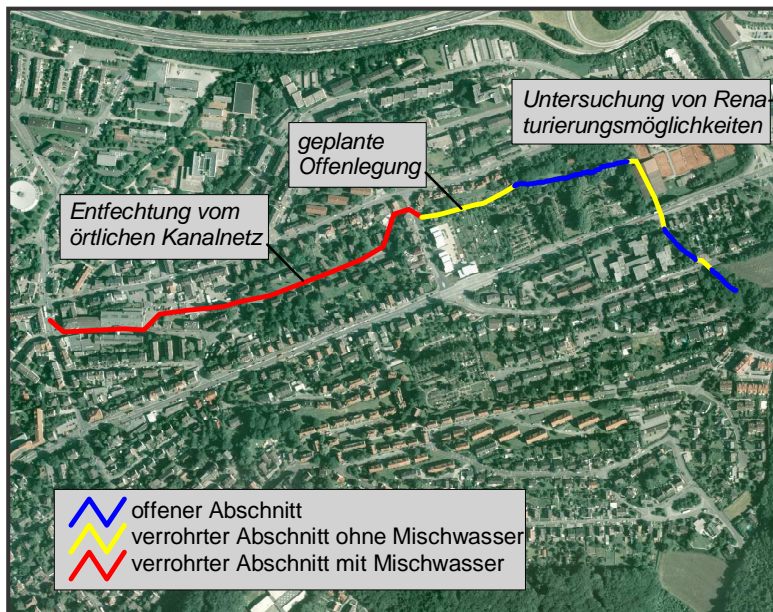 Untersuchung von Rena-
turierungsmöglichkeiten
geplante
Offenlegung
Entfechtung vom
örtlichen Kanalnetz
offener Abschnitt
verrohrter Abschnitt ohne Mischwasser
verrohrter Abschnitt mit Mischwasser